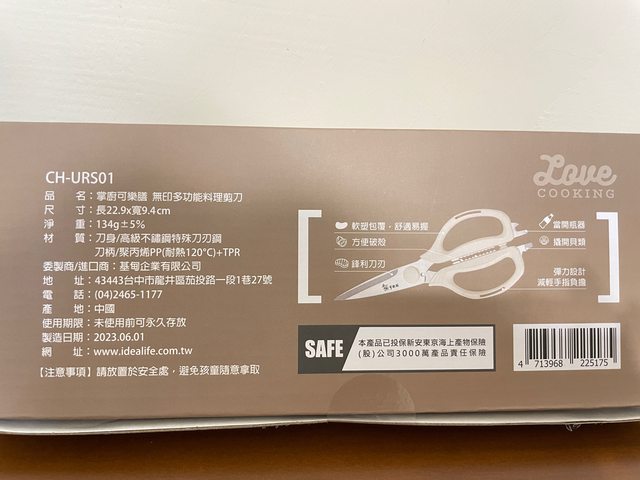 CH-URS01
品　名：掌廚可樂膳 無印多功能料理剪刀
尺　寸：長22.9x寬9.4cm
淨　重：134g±5%
材　質：刀身/高級不鏽鋼特殊刀刃鋼
刀柄/聚丙烯PP(耐熱120°C)+TPR
委製商/進口商：基甸企業有限公司
地　址：43443台中市龍井區茄投路一段1巷27號
電　話：(04)2465-1177
產　地：中國
使用期限：未使用前可永久存放
製造日期：2023.06.01
網　站：www.idealife.com.tw
【注意事項】請放置於安全處，避免孩童隨意拿取
Love
COOKING
軟塑包覆，舒適易握
方便破殼
鋒利刀刃
當開瓶器
撬開貝類
彈力設計
減輕手指負擔
SAFE
本產品已投保新安東京海上產物保險
(股)公司3000萬產品責任保險
4 713968 225175